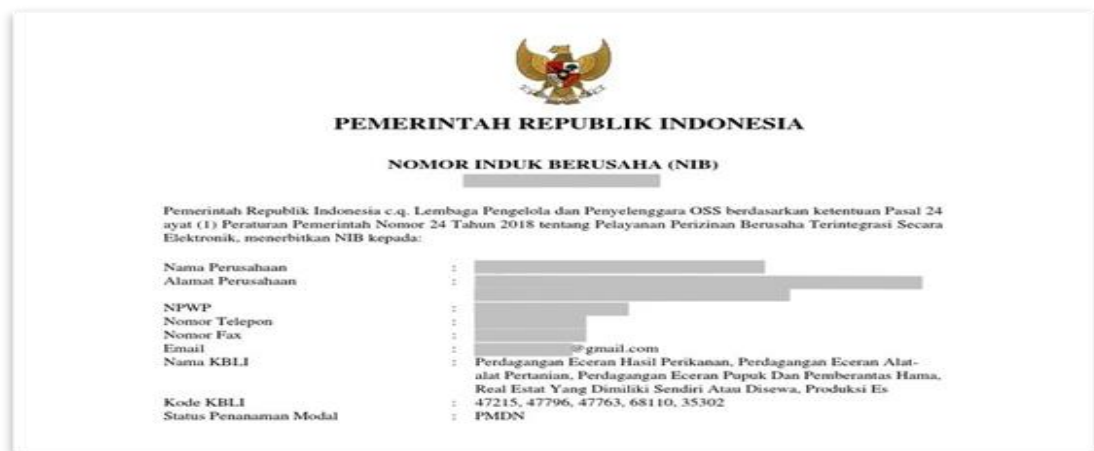 PEMERINTAH REPUBLIK INDONESIA
NOMOR INDUK BERUSAHA (NIB)
Pemerintah Republik Indonesia c.q. Lembaga Pengelola dan Penyelenggara OSS berdasarkan ketentuan Pasal 24
ayat (1) Peraturan Pemerintah Nomor 24 Tahun 2018 tentang Pelayanan Perizinan Berusaha Terintegrasi Secara
Elektronik, menerbitkan NIB kepada:
Nama Perusahaan :
Alamat Perusahaan :
NPWP :
Nomor Telepon :
Nomor Fax :
Email : @gmail.com
Nama KBLI : Perdagangan Eceran Hasil Perikanan, Perdagangan Eceran Alat-
alat Pertanian, Perdagangan Eceran Pupuk Dan Pemberantas Hama,
Real Estat Yang Dimiliki Sendiri Atau Disewa, Produksi Es
Kode KBLI : 47215, 47796, 47763, 68110, 35302
Status Penanaman Modal : PMDN